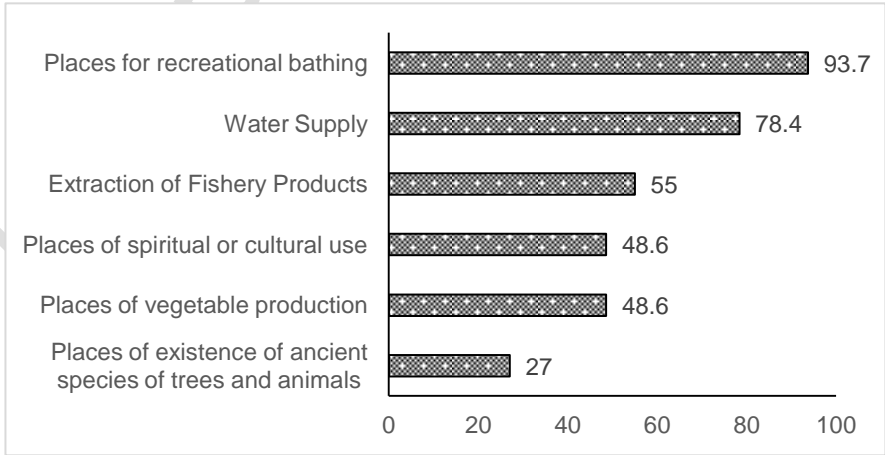 Places for recreational bathing 93.7
Water Supply 78.4
Extraction of Fishery Products 55
Places of spiritual or cultural use 48.6
Places of vegetable production 48.6
Places of existence of ancient
species of trees and animals 27
0 20 40 60 80 100